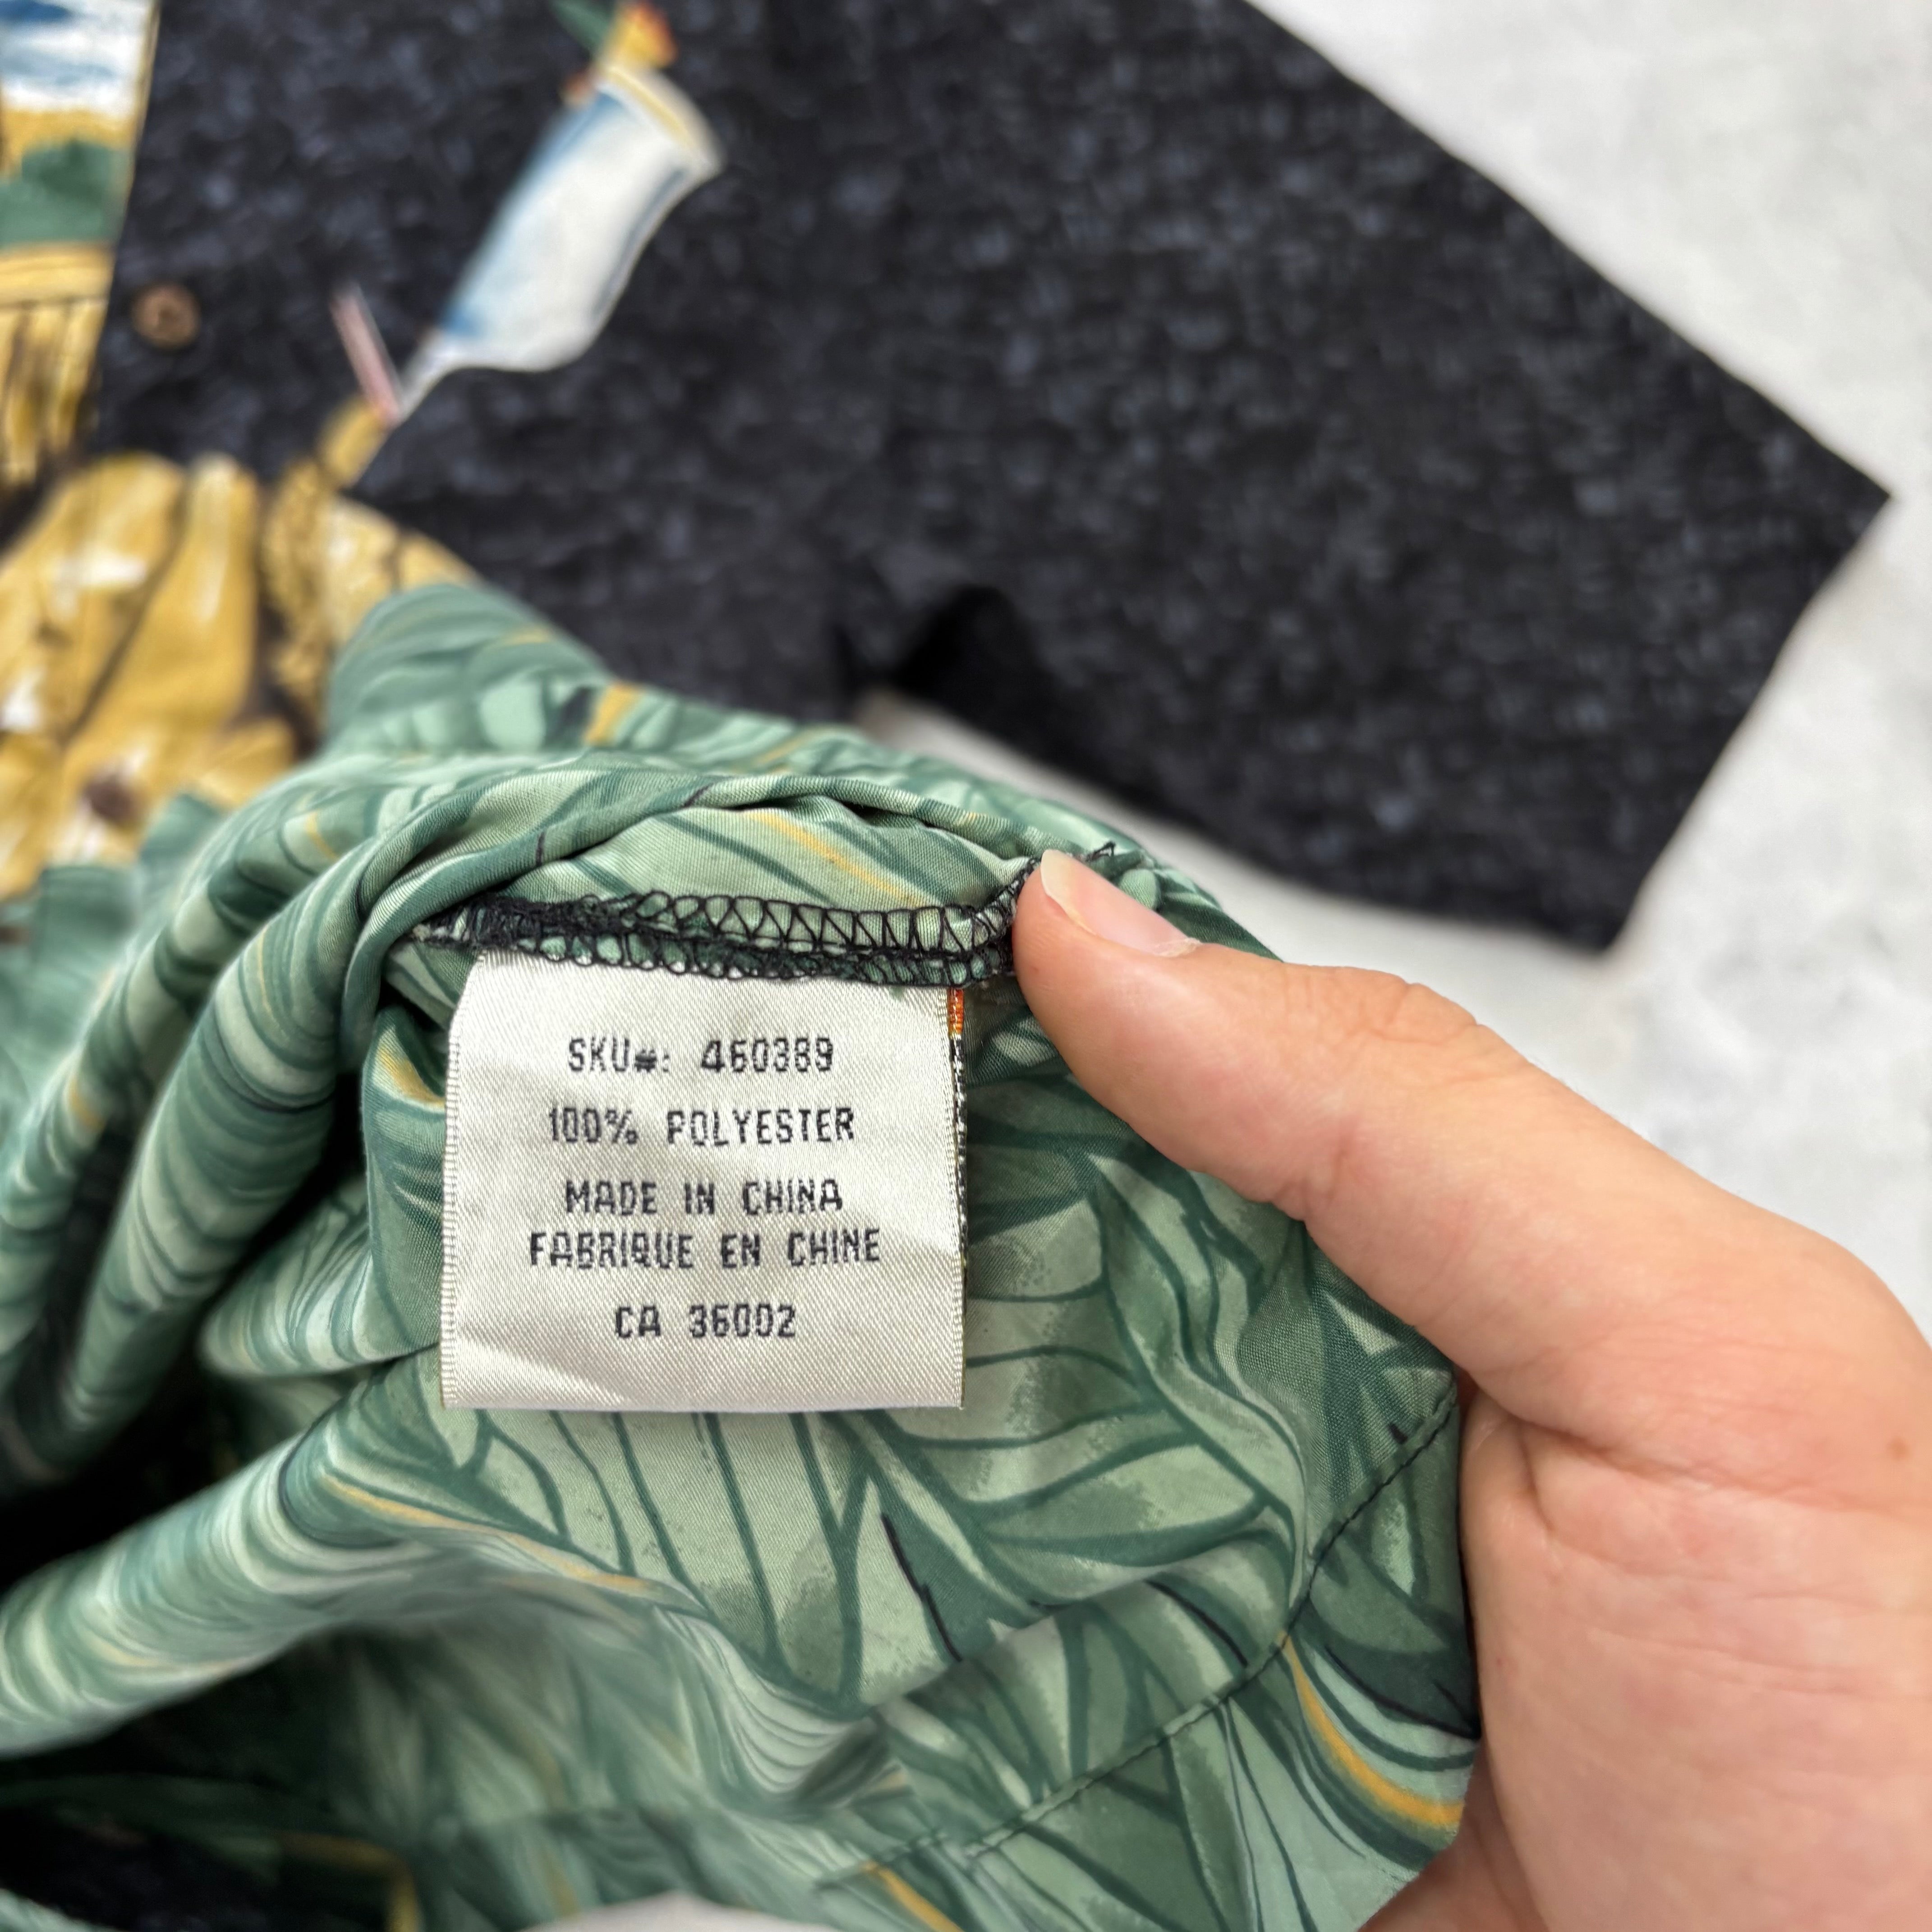 SKU#: 460389
100% POLYESTER
MADE IN CHINA
FABRIQUE EN CHINE
CA 36002